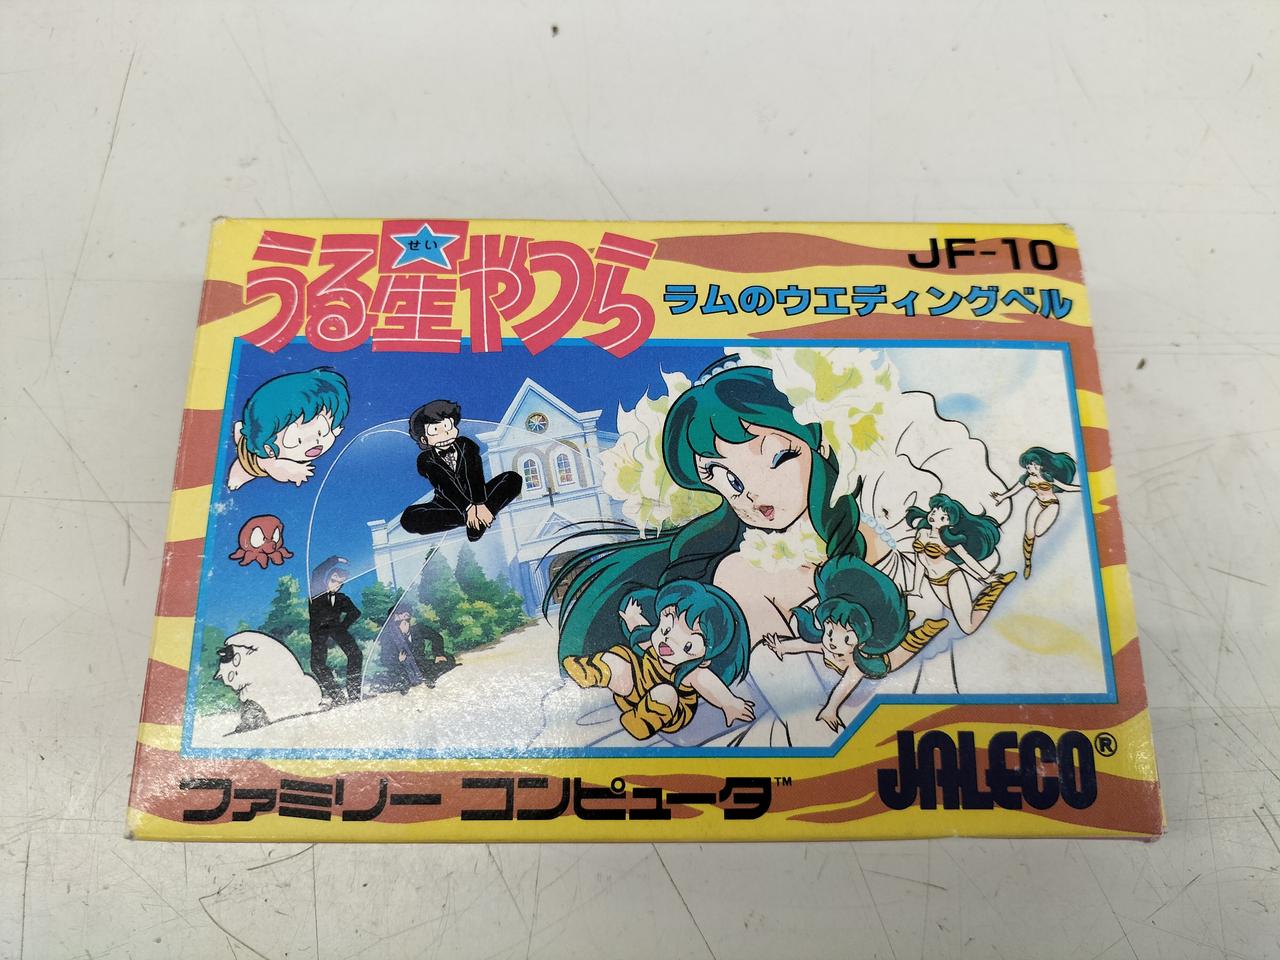 うる星やつら
せい
JF-10
ラムのウエディングベル
ファミリー コンピュータ™
JALECO®